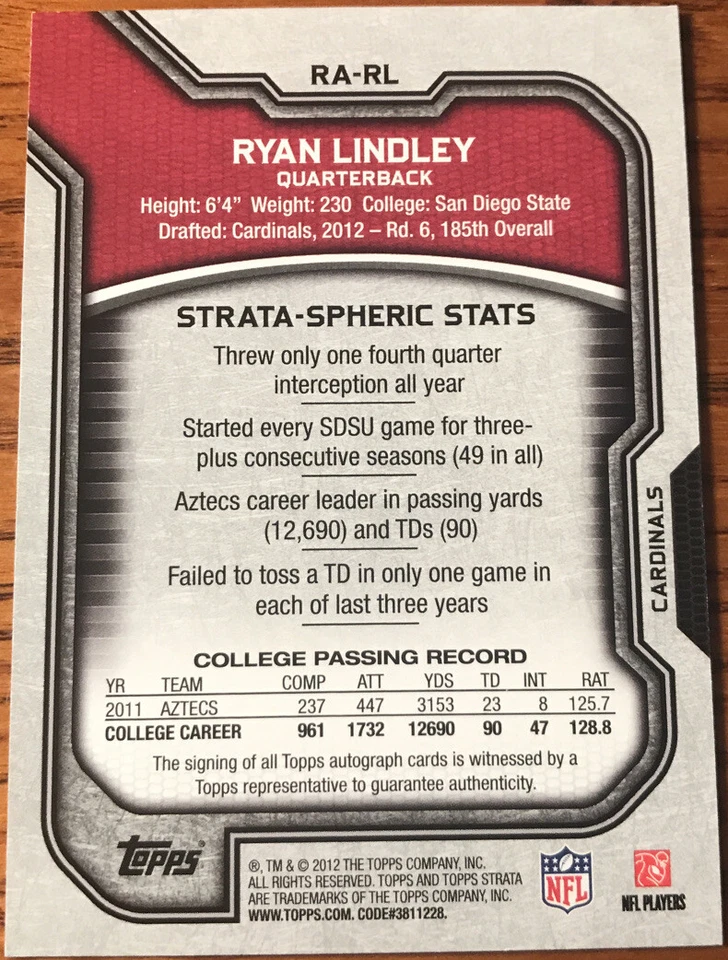 RA-RL
RYAN LINDLEY
QUARTERBACK
Height: 6'4" Weight: 230 College: San Diego State
Drafted: Cardinals, 2012 – Rd. 6, 185th Overall
STRATA-SPHERIC STATS
Threw only one fourth quarter
interception all year
Started every SDSU game for three-
plus consecutive seasons (49 in all)
Aztecs career leader in passing yards
(12,690) and TDs (90)
Failed to toss a TD in only one game in
each of last three years
CARDINALS
COLLEGE PASSING RECORD
YR TEAM COMP ATT YDS TD INT RAT
2011 AZTECS 237 447 3153 23 8 125.7
COLLEGE CAREER 961 1732 12690 90 47 128.8
The signing of all Topps autograph cards is witnessed by a
Topps representative to guarantee authenticity.
topps®
®, TM & © 2012 THE TOPPS COMPANY, INC.
ALL RIGHTS RESERVED. TOPPS AND TOPPS STRATA
ARE TRADEMARKS OF THE TOPPS COMPANY, INC.
WWW.TOPPS.COM. CODE#3811228.
NFL
NFL PLAYERS